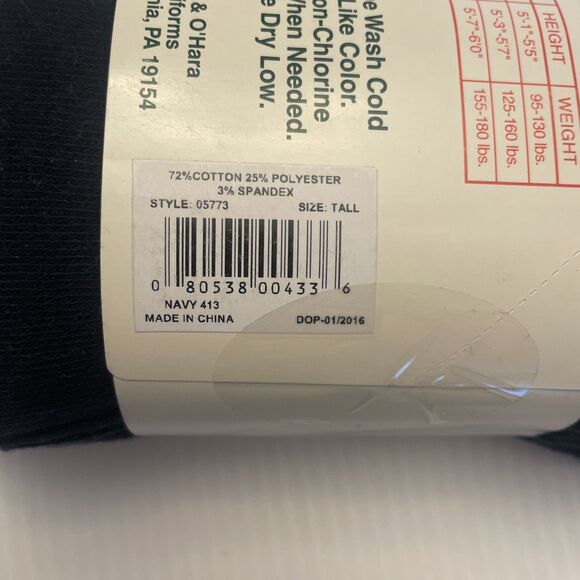 & O'Hara
iforms
nia, PA 19154
e Wash Cold
Like Color.
on-Chlorine
When Needed.
e Dry Low.
HEIGHT WEIGHT
5'-1"-5'5" 95-130 lbs.
5'-3"-5'7" 125-160 lbs.
5'-7"-6'0" 155-180 lbs.
72%COTTON 25% POLYESTER
3% SPANDEX
STYLE: 05773 SIZE: TALL
0 80538 00433 6
NAVY 413
MADE IN CHINA DOP-01/2016